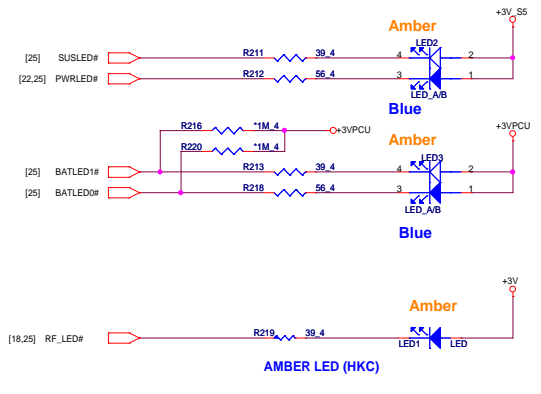 +3V_S5
Amber
[25] SUSLED# R211 39_4 4 LED2 2
[22,25] PWRLED# R212 56_4 3 1
LED_A/B
Blue
R216 *1M_4 +3VPCU +3VPCU
Amber
R220 *1M_4
LED3
[25] BATLED1# R213 39_4 4 2
[25] BATLED0# R218 56_4 3 1
LED_A/B
Blue
+3V
Amber
[18,25] RF_LED# R219 39_4
LED1 LED
AMBER LED (HKC)